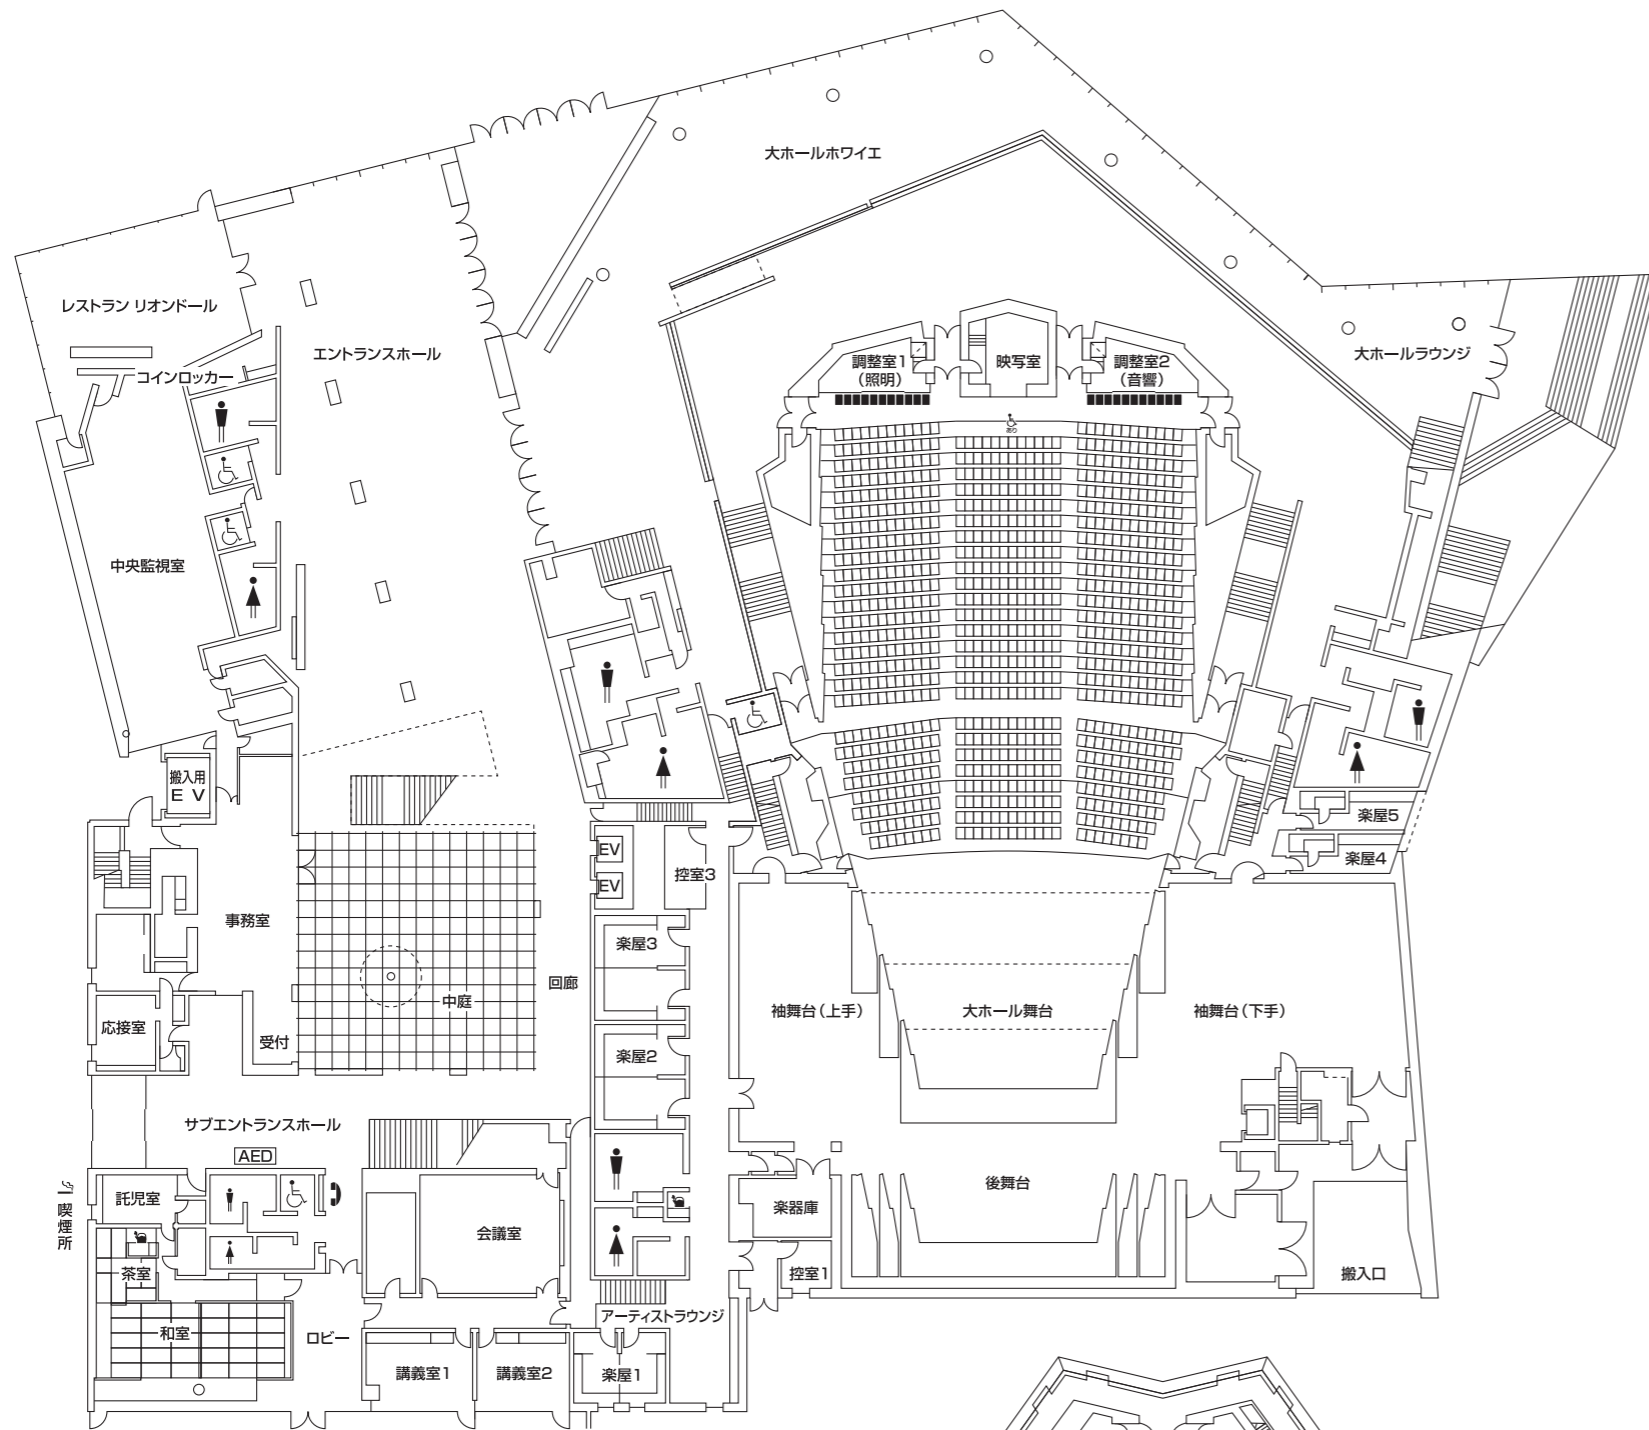 大ホールホワイエ
レストラン リオンドール
エントランスホール
大ホールラウンジ
調整室1
(照明)
映写室
調整室2
(音響)
コインロッカー
あり
中央監視室
搬入用
EV
楽屋5
楽屋4
EV
EV
控室3
事務室
楽屋3
回廊
中庭
応接室
受付
袖舞台(上手)
大ホール舞台
袖舞台(下手)
楽屋2
サブエントランスホール
AED
託児室
喫煙所
後舞台
楽器庫
会議室
茶室
控室1
搬入口
アーティストラウンジ
和室
ロビー
講義室1
講義室2
楽屋1